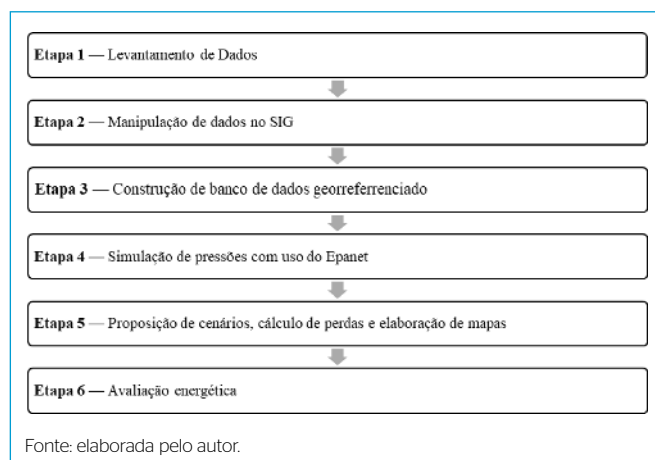 Etapa 1 — Levantamento de Dados
Etapa 2 — Manipulação de dados no SIG
Etapa 3 — Construção de banco de dados georreferrenciado
Etapa 4 — Simulação de pressões com uso do Epanet
Etapa 5 — Proposição de cenários, cálculo de perdas e elaboração de mapas
Etapa 6 — Avaliação energética
Fonte: elaborada pelo autor.